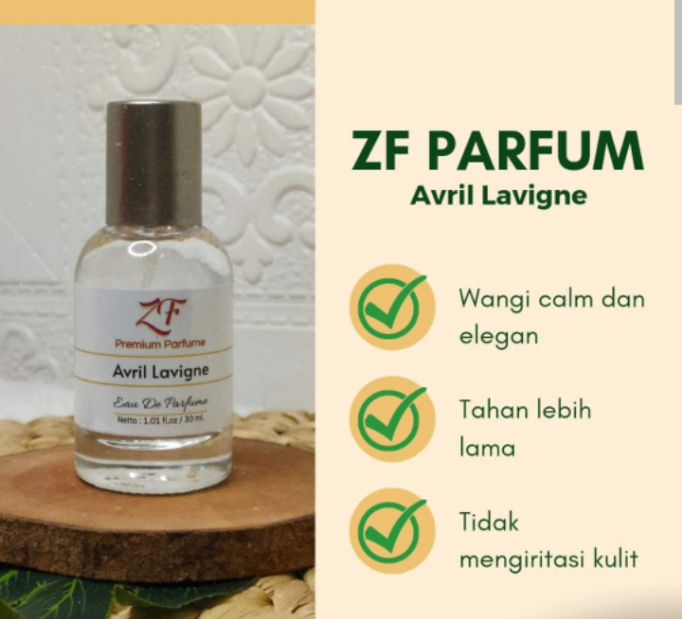 ZF PARFUM
Avril Lavigne
Wangi calm dan
elegan
Tahan lebih
lama
Tidak
mengiritasi kulit
ZF
Premium Parfume
Avril Lavigne
Eau De Parfume
Netto : 1.01 fl.oz / 30 ml.